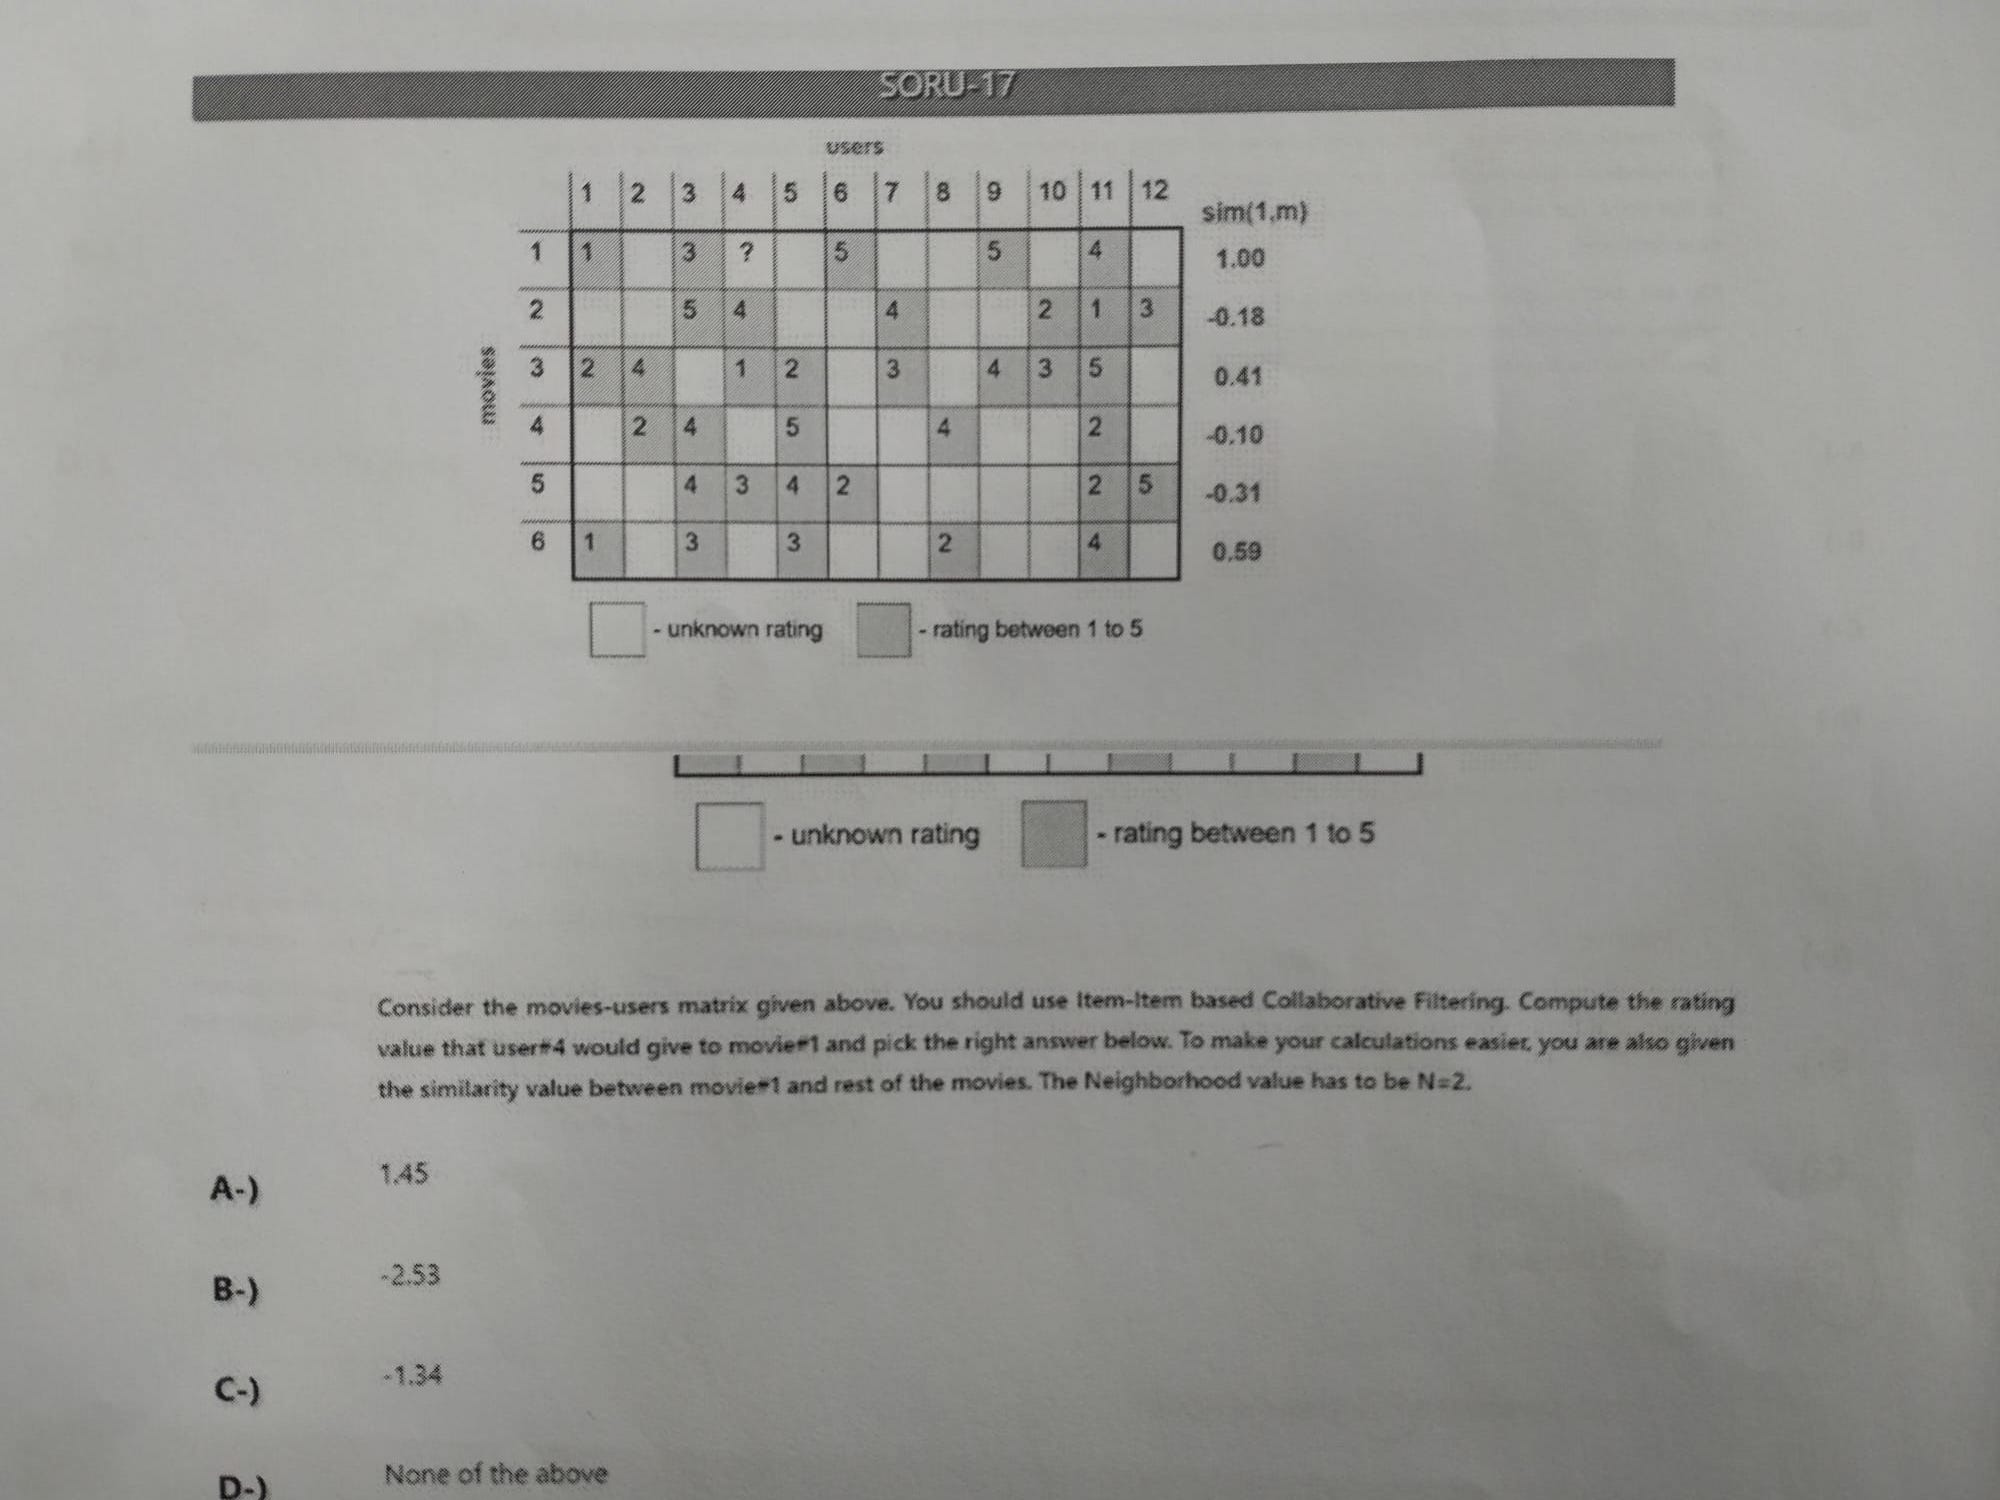 SORU-17
users
1 2 3 4 5 6 7 8 9 10 11 12 sim(1,m)
1 1 3 ? 5 5 4 1.00
2 5 4 4 2 1 3 -0.18
movies
3 2 4 1 2 3 4 3 5 0.41
4 2 4 5 4 2 -0.10
5 4 3 4 2 2 5 -0.31
6 1 3 3 2 4 0.59
- unknown rating - rating between 1 to 5
- unknown rating - rating between 1 to 5
Consider the movies-users matrix given above. You should use Item-Item based Collaborative Filtering. Compute the rating
value that user#4 would give to movie#1 and pick the right answer below. To make your calculations easier, you are also given
the similarity value between movie#1 and rest of the movies. The Neighborhood value has to be N=2.
A-) 1.45
B-) -2.53
C-) -1.34
D-) None of the above